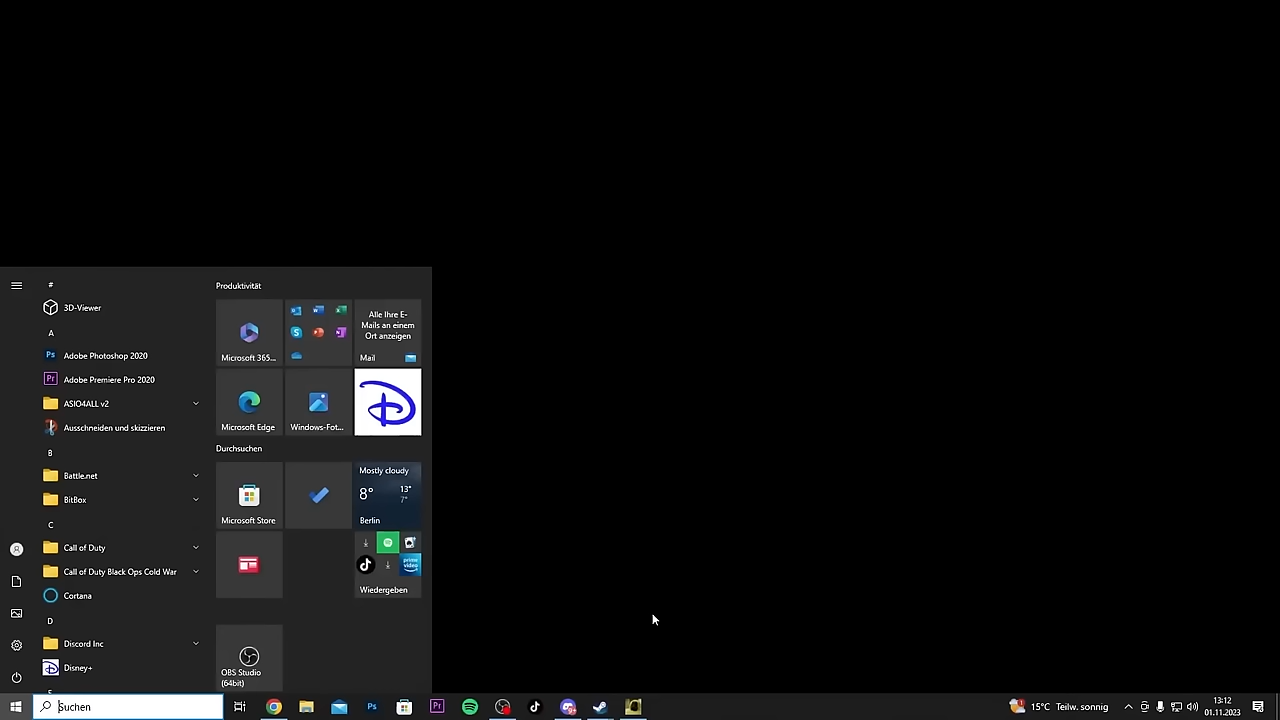 #
3D-Viewer
A
Adobe Photoshop 2020
Adobe Premiere Pro 2020
ASIO4ALL v2
Ausschneiden und skizzieren
B
Battle.net
BitBox
C
Call of Duty
Call of Duty Black Ops Cold War
Cortana
D
Discord Inc
Disney+
Produktivität
Microsoft 365...
Alle Ihre E-
Mails an einem
Ort anzeigen
Mail
Microsoft Edge
Windows-Fot...
Durchsuchen
Microsoft Store
Mostly cloudy
8°
13°
7°
Berlin
prime
video
Wiedergeben
OBS Studio
(64bit)
Suchen
15°C Teilw. sonnig
13:12
01.11.2023